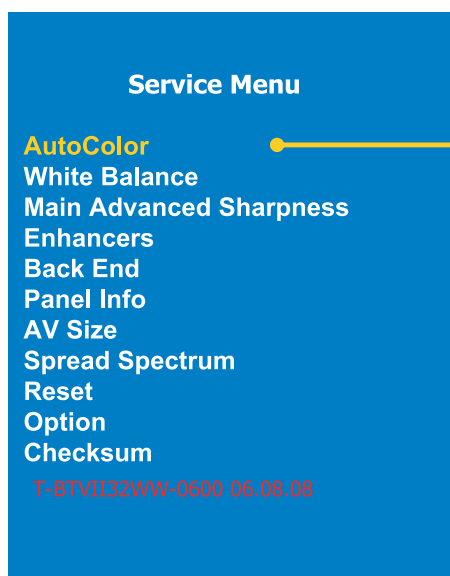 Service Menu
AutoColor
White Balance
Main Advanced Sharpness
Enhancers
Back End
Panel Info
AV Size
Spread Spectrum
Reset
Option
Checksum
T-BTVII32WW-0600 06.08.08